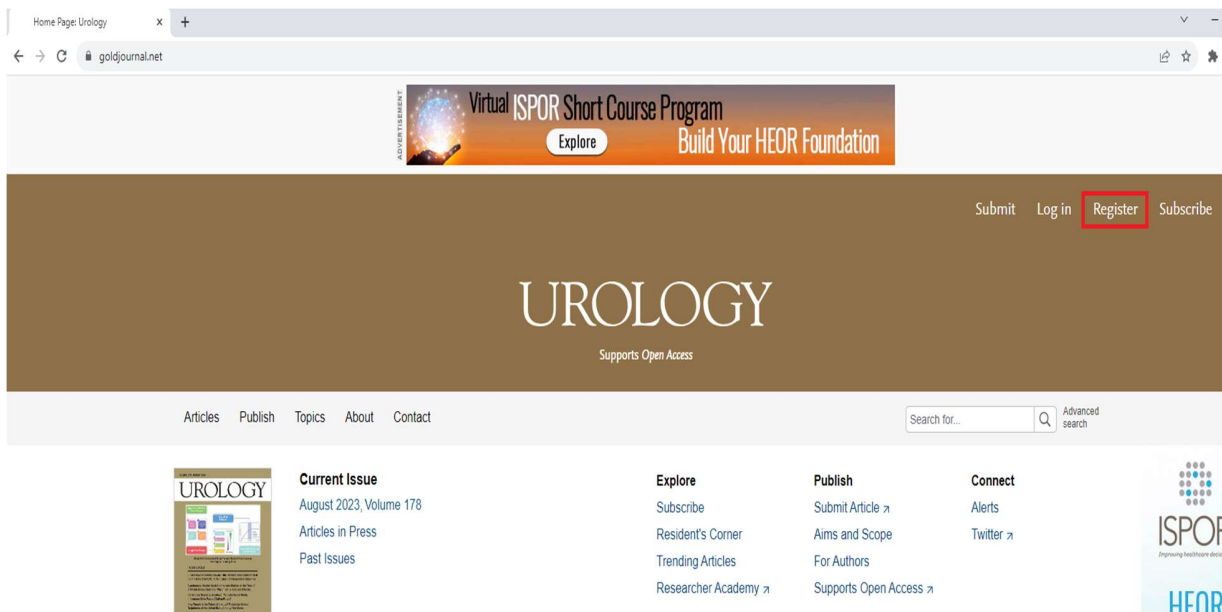 Home Page: Urology
goldjournal.net
ADVERTISEMENT
Virtual ISPOR Short Course Program
Explore
Build Your HEOR Foundation
Submit Log in Register Subscribe
UROLOGY
Supports Open Access
Articles Publish Topics About Contact
Search for...
Advanced
search
UROLOGY
Current Issue
August 2023, Volume 178
Articles in Press
Past Issues
Explore
Subscribe
Resident's Corner
Trending Articles
Researcher Academy
Publish
Submit Article
Aims and Scope
For Authors
Supports Open Access
Connect
Alerts
Twitter
ISPOR
HEOR